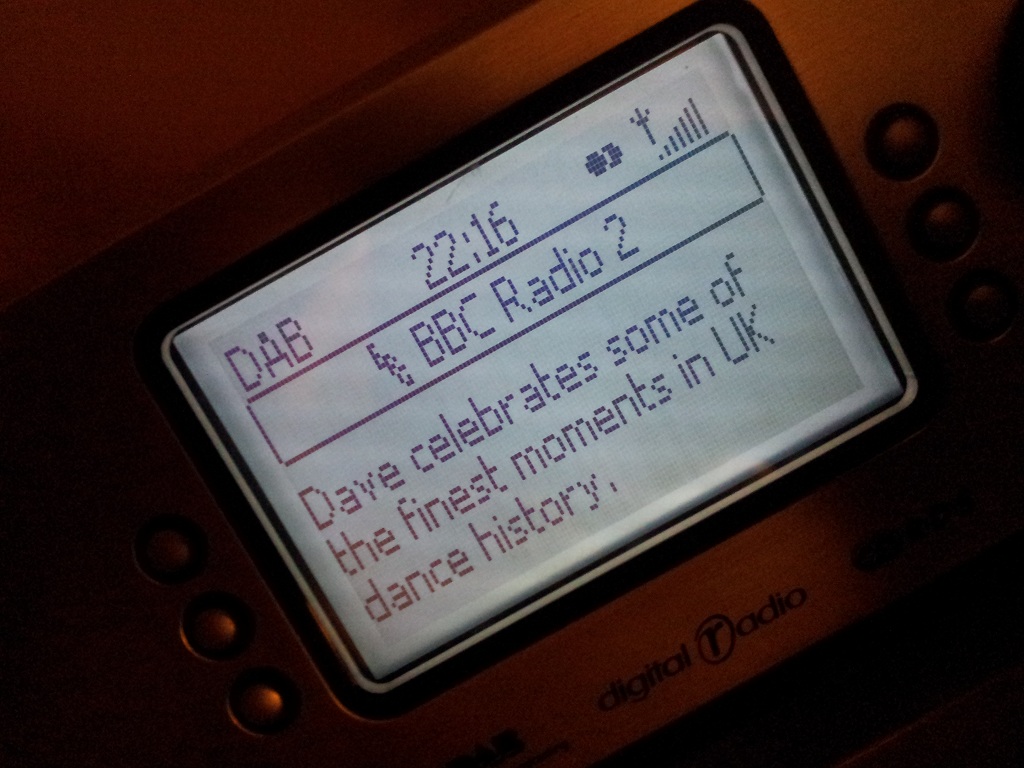 22:16
DAB
BBC Radio 2
Dave celebrates some of
the finest moments in UK
dance history.
digital radio